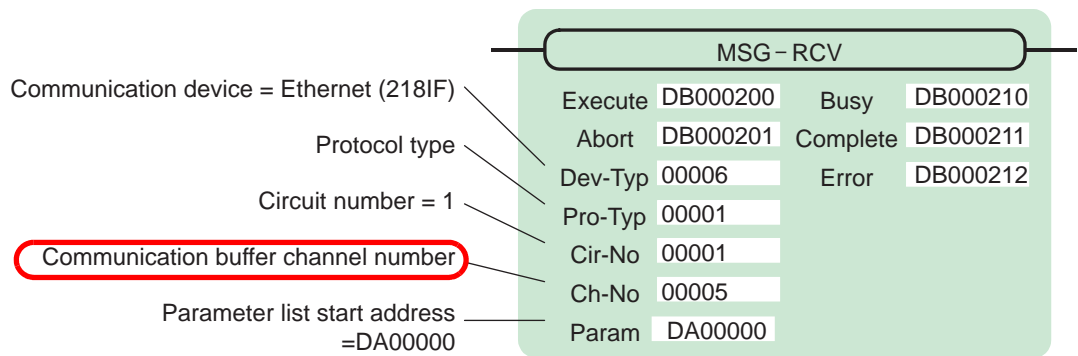 MSG-RCV
Communication device = Ethernet (218IF)
Protocol type
Circuit number = 1
Communication buffer channel number
Parameter list start address
=DA00000
Execute DB000200 Busy DB000210
Abort DB000201 Complete DB000211
Dev-Typ 00006 Error DB000212
Pro-Typ 00001
Cir-No 00001
Ch-No 00005
Param DA00000